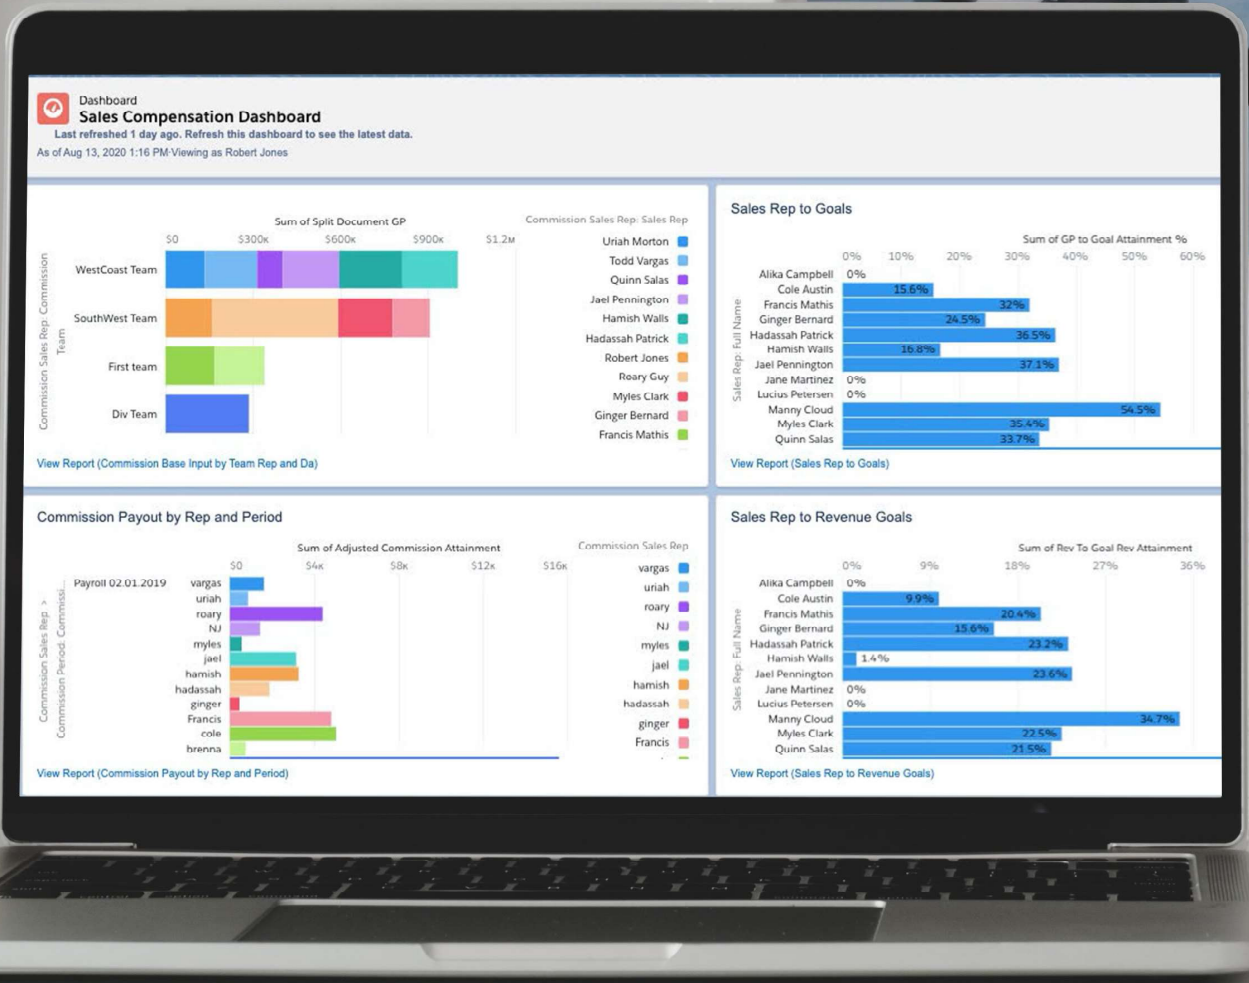 Dashboard
Sales Compensation Dashboard
Last refreshed 1 day ago. Refresh this dashboard to see the latest data.
As of Aug 13, 2020 1:16 PM·Viewing as Robert Jones
Sum of Split Document GP
$0 $300K $600K $900K $1.2M
Commission Sales Rep: Commission Team
WestCoast Team
SouthWest Team
First team
Div Team
Commission Sales Rep: Sales Rep
Uriah Morton
Todd Vargas
Quinn Salas
Jael Pennington
Hamish Walls
Hadassah Patrick
Robert Jones
Roary Guy
Myles Clark
Ginger Bernard
Francis Mathis
View Report (Commission Base Input by Team Rep and Da)
Sales Rep to Goals
Sum of GP to Goal Attainment %
0% 10% 20% 30% 40% 50% 60%
Sales Rep: Full Name
Alika Campbell 0%
Cole Austin 15.6%
Francis Mathis 32%
Ginger Bernard 24.5%
Hadassah Patrick 36.5%
Hamish Walls 16.8%
Jael Pennington 37.1%
Jane Martinez 0%
Lucius Petersen 0%
Manny Cloud 54.5%
Myles Clark 35.4%
Quinn Salas 33.7%
View Report (Sales Rep to Goals)
Commission Payout by Rep and Period
Sum of Adjusted Commission Attainment
$0 $4K $8K $12K $16K
Commission Sales Rep >
Commission Period: Commissi...
Payroll 02.01.2019
vargas
uriah
roary
NJ
myles
jael
hamish
hadassah
ginger
Francis
cole
brenna
Commission Sales Rep
vargas
uriah
roary
NJ
myles
jael
hamish
hadassah
ginger
Francis
View Report (Commission Payout by Rep and Period)
Sales Rep to Revenue Goals
Sum of Rev To Goal Rev Attainment
0% 9% 18% 27% 36%
Sales Rep: Full Name
Alika Campbell 0%
Cole Austin 9.9%
Francis Mathis 20.4%
Ginger Bernard 15.6%
Hadassah Patrick 23.2%
Hamish Walls 1.4%
Jael Pennington 23.6%
Jane Martinez 0%
Lucius Petersen 0%
Manny Cloud 34.7%
Myles Clark 22.5%
Quinn Salas 21.5%
View Report (Sales Rep to Revenue Goals)